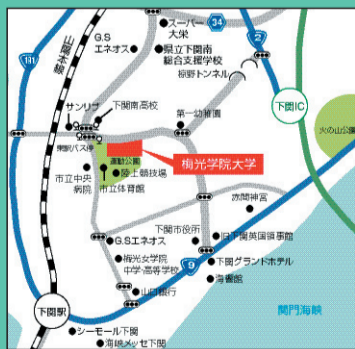 スーパー
大栄
34
2
G.S
エネオス
県立下関南
総合支援学校
椋野トンネル
191
下関IC
火の山公園
サンリブ
下関南高校
第一幼稚園
東駅バス停
梅光学院大学
運動公園
陸上競技場
市立中央
病院
市立体育館
赤間神宮
下関市役所
G.Sエネオス
旧下関英国領事館
梅光女学院
中学・高等学校
9
下関グランドホテル
海響館
山口銀行
関門海峡
下関駅
シーモール下関
海峡メッセ下関